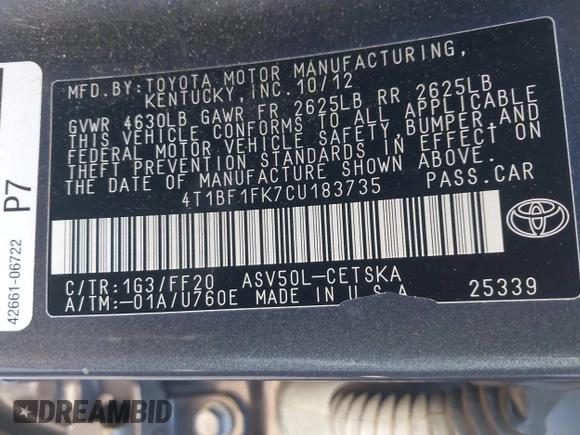 MFD.BY:TOYOTA MOTOR MANUFACTURING,
KENTUCKY, INC.10/12
GVWR 4630LB GAWR FR 2625LB RR 2625LB
THIS VEHICLE CONFORMS TO ALL APPLICABLE
FEDERAL MOTOR VEHICLE SAFETY,BUMPER,AND
THEFT PREVENTION STANDARDS IN EFFECT ON
THE DATE OF MANUFACTURE SHOWN ABOVE.
4T1BF1FK7CU183735 PASS.CAR
C/TR:1G3/FF20 ASV50L-CETSKA
A/TM:-01A/U760E MADE IN U.S.A. 25339
P7
42661-06722
DREAMBID